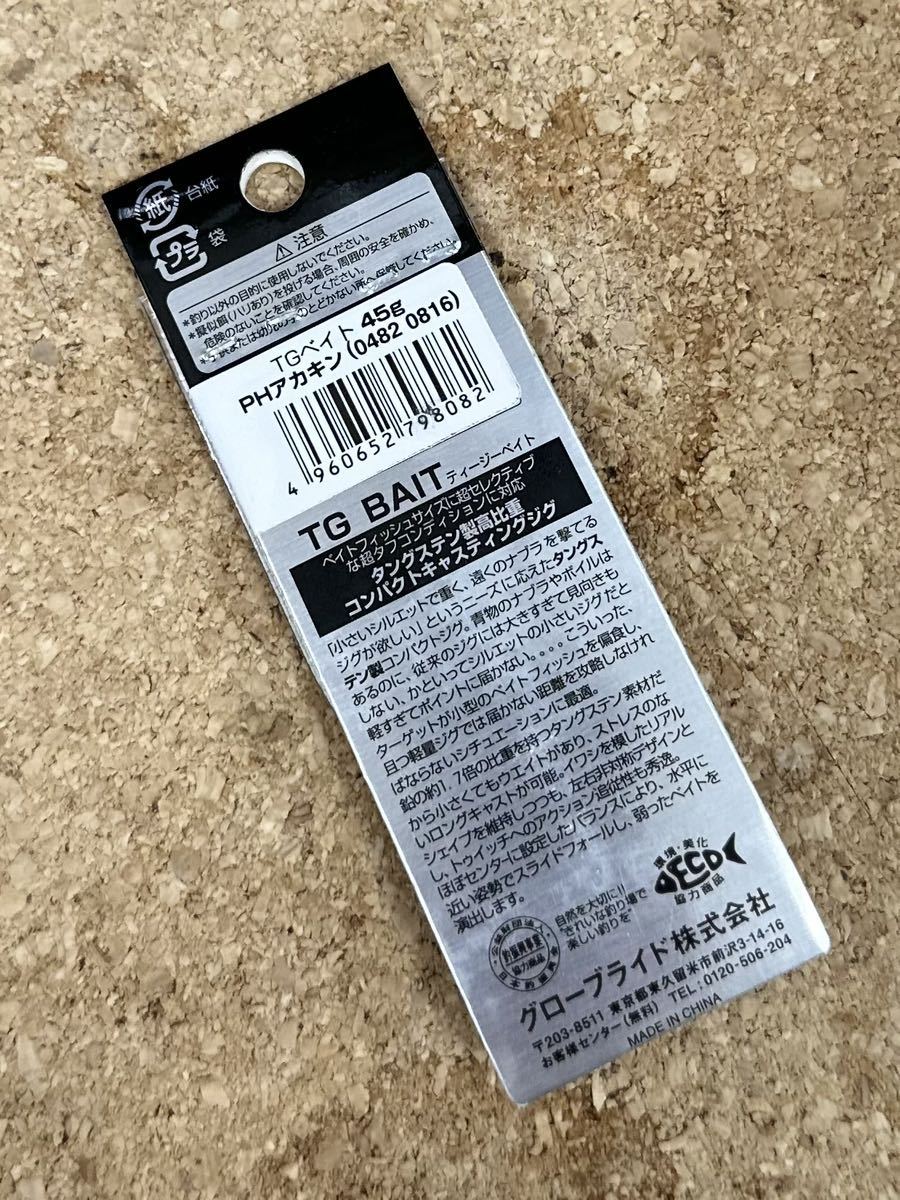 紙 台紙
プラ 袋
⚠注意
*釣り以外の目的に使用しないでください。
*擬似餌(ハリあり)を投げる場合、周囲の安全を確かめ、
危険のないことを確認してください。
TGベイト 45g
PHアカキン(0482 0816)
4 960652 798082
TG BAIT ティージーベイト
ベイトフィッシュサイズに超セレクティブ
な超タフコンディションに対応
タングステン製高比重
コンパクトキャスティングジグ
「小さいシルエットで重く、遠くのナブラを撃てる
ジグが欲しい」というニーズに応えたタングス
テン製コンパクトジグ。青物のナブラやボイルは
あるのに、従来のジグには大きすぎて見向きも
しない、かといってシルエットの小さいジグだと
軽すぎてポイントに届かない。。。。こういった、
ターゲットが小型のベイトフィッシュを偏食し、
且つ軽量ジグでは届かない距離を攻略しなけれ
ばならないシチュエーションに最適。
鉛の約1.7倍の比重を持つタングステン素材だ
から小さくてもウエイトがあり、ストレスのな
いロングキャストが可能。イワシを模したリアル
シェイプを維持しつつも、左右非対称デザインと
し、トゥイッチへのアクション追従性も秀逸。
ほぼセンターに設定したバランスにより、水平に
近い姿勢でスライドフォールし、弱ったベイトを
演出します。
環境・美化
ECO
協力商品
釣振興事業
協力商品
自然を大切に!!
"きれいな釣り場で
楽しい釣りを"
グローブライド株式会社
〒203-8511 東京都東久留米市前沢3-14-16
お客様センター(無料) TEL:0120-506-204
MADE IN CHINA